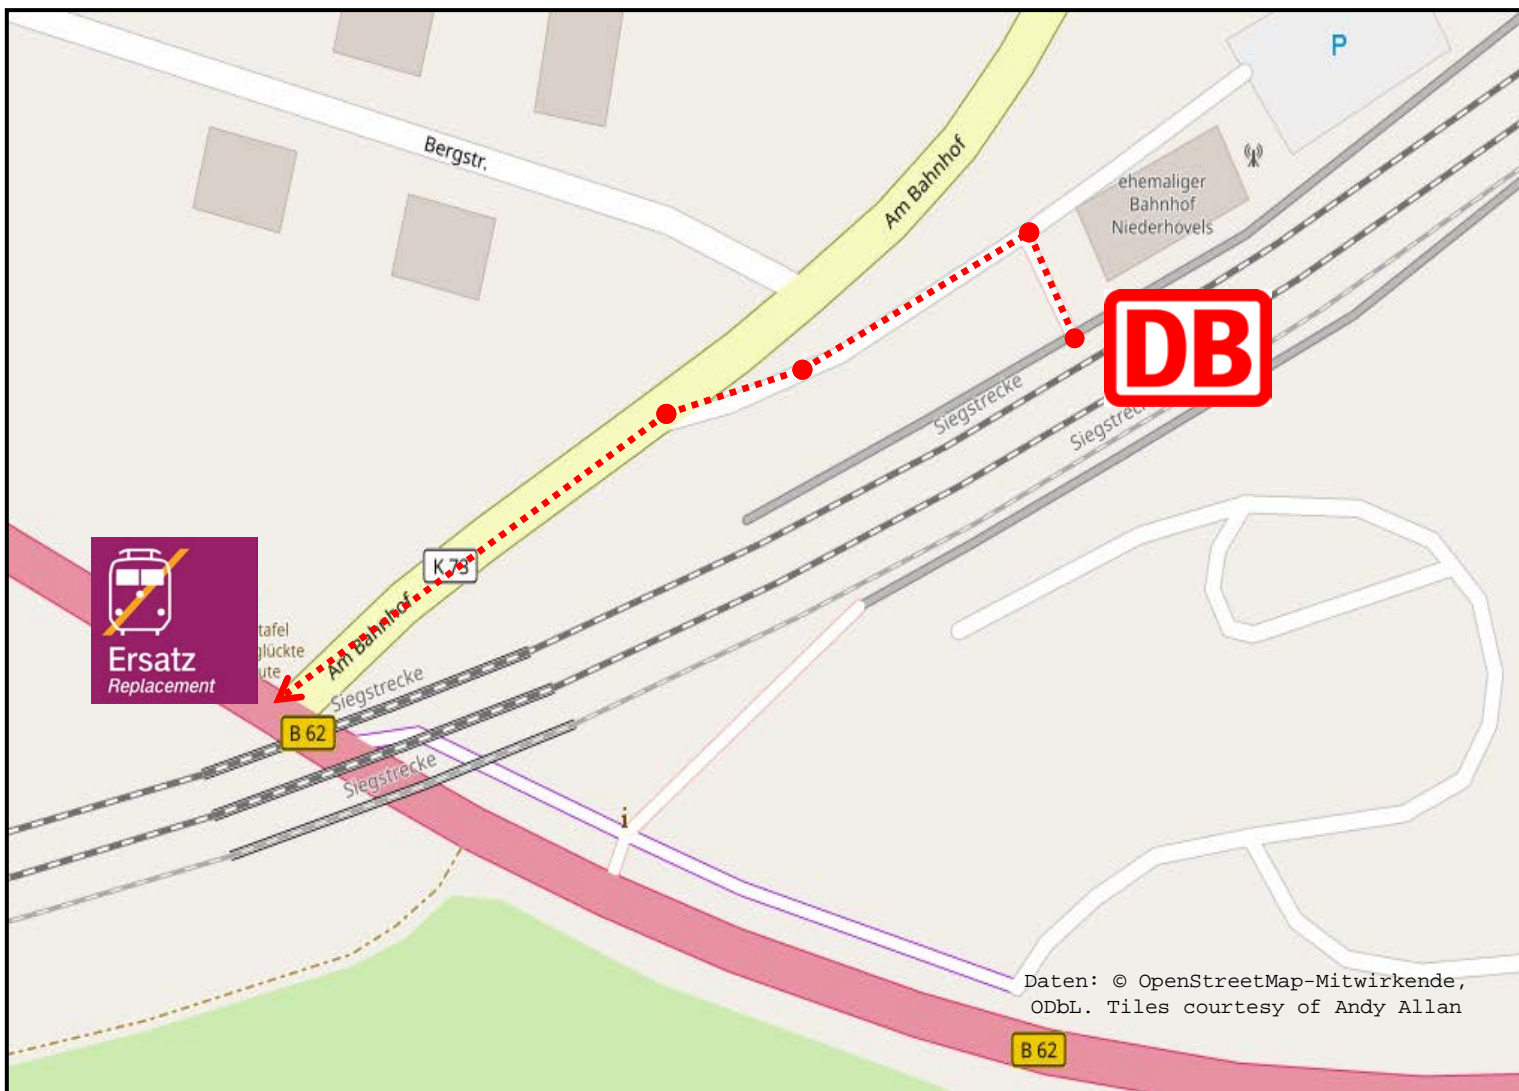 P
Bergstr.
Am Bahnhof
ehemaliger
Bahnhof
Niederhövels
DB
Siegstrecke
Siegstrec
K 73
tafel
glückte
ute
Ersatz
Replacement
Am Bahnhof
Siegstrecke
B 62
Siegstrecke
i
Daten: © OpenStreetMap-Mitwirkende,
ODbL. Tiles courtesy of Andy Allan
B 62